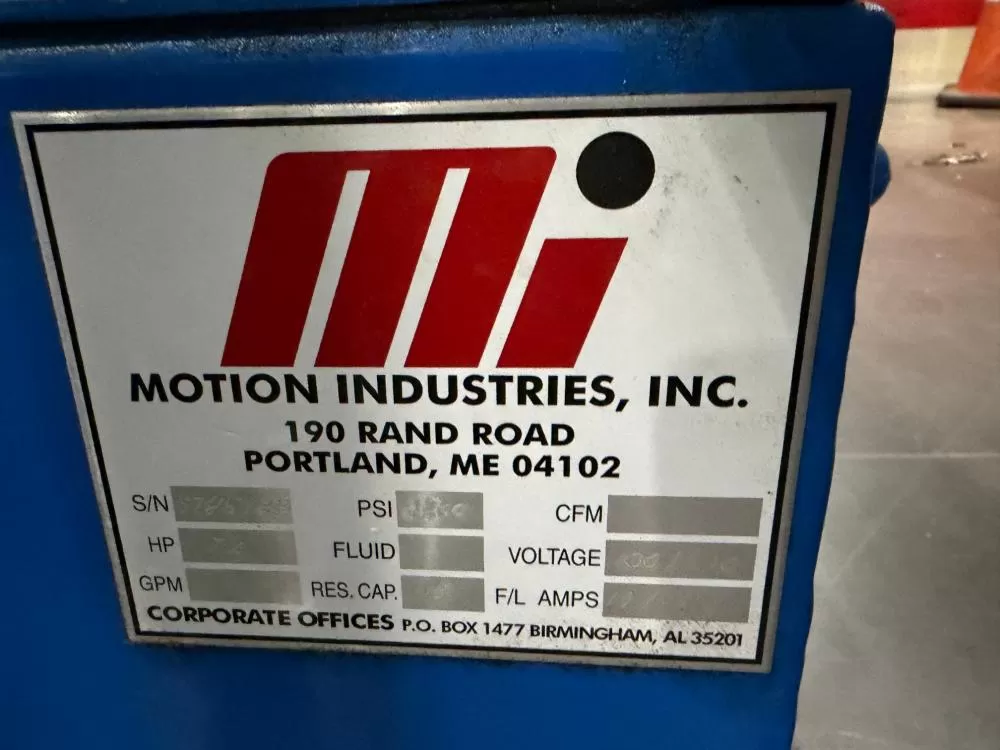 mi
MOTION INDUSTRIES, INC.
190 RAND ROAD
PORTLAND, ME 04102
S/N PSI CFM
HP FLUID VOLTAGE
GPM RES. CAP. F/L AMPS
CORPORATE OFFICES P.O. BOX 1477 BIRMINGHAM, AL 35201